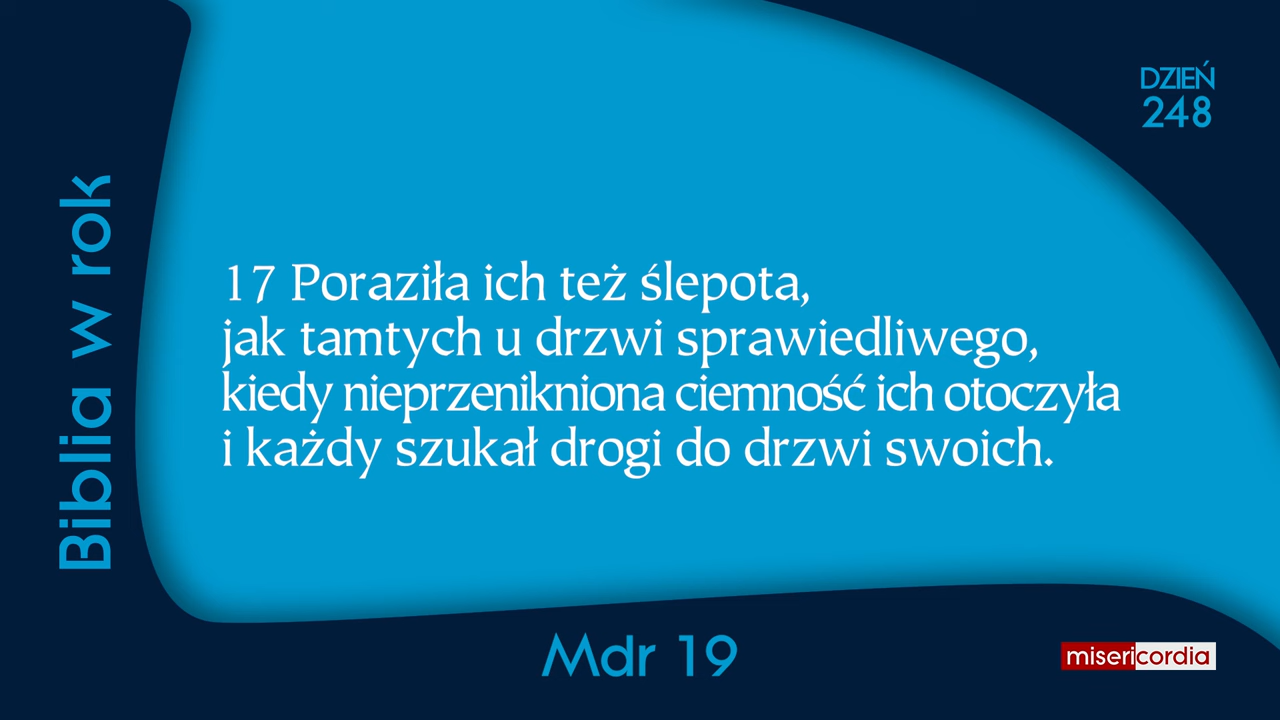 DZIEŃ
248
Biblia w rok
17 Poraziła ich też ślepota,
jak tamtych u drzwi sprawiedliwego,
kiedy nieprzenikniona ciemność ich otoczyła
i każdy szukał drogi do drzwi swoich.
Mdr 19
misericordia